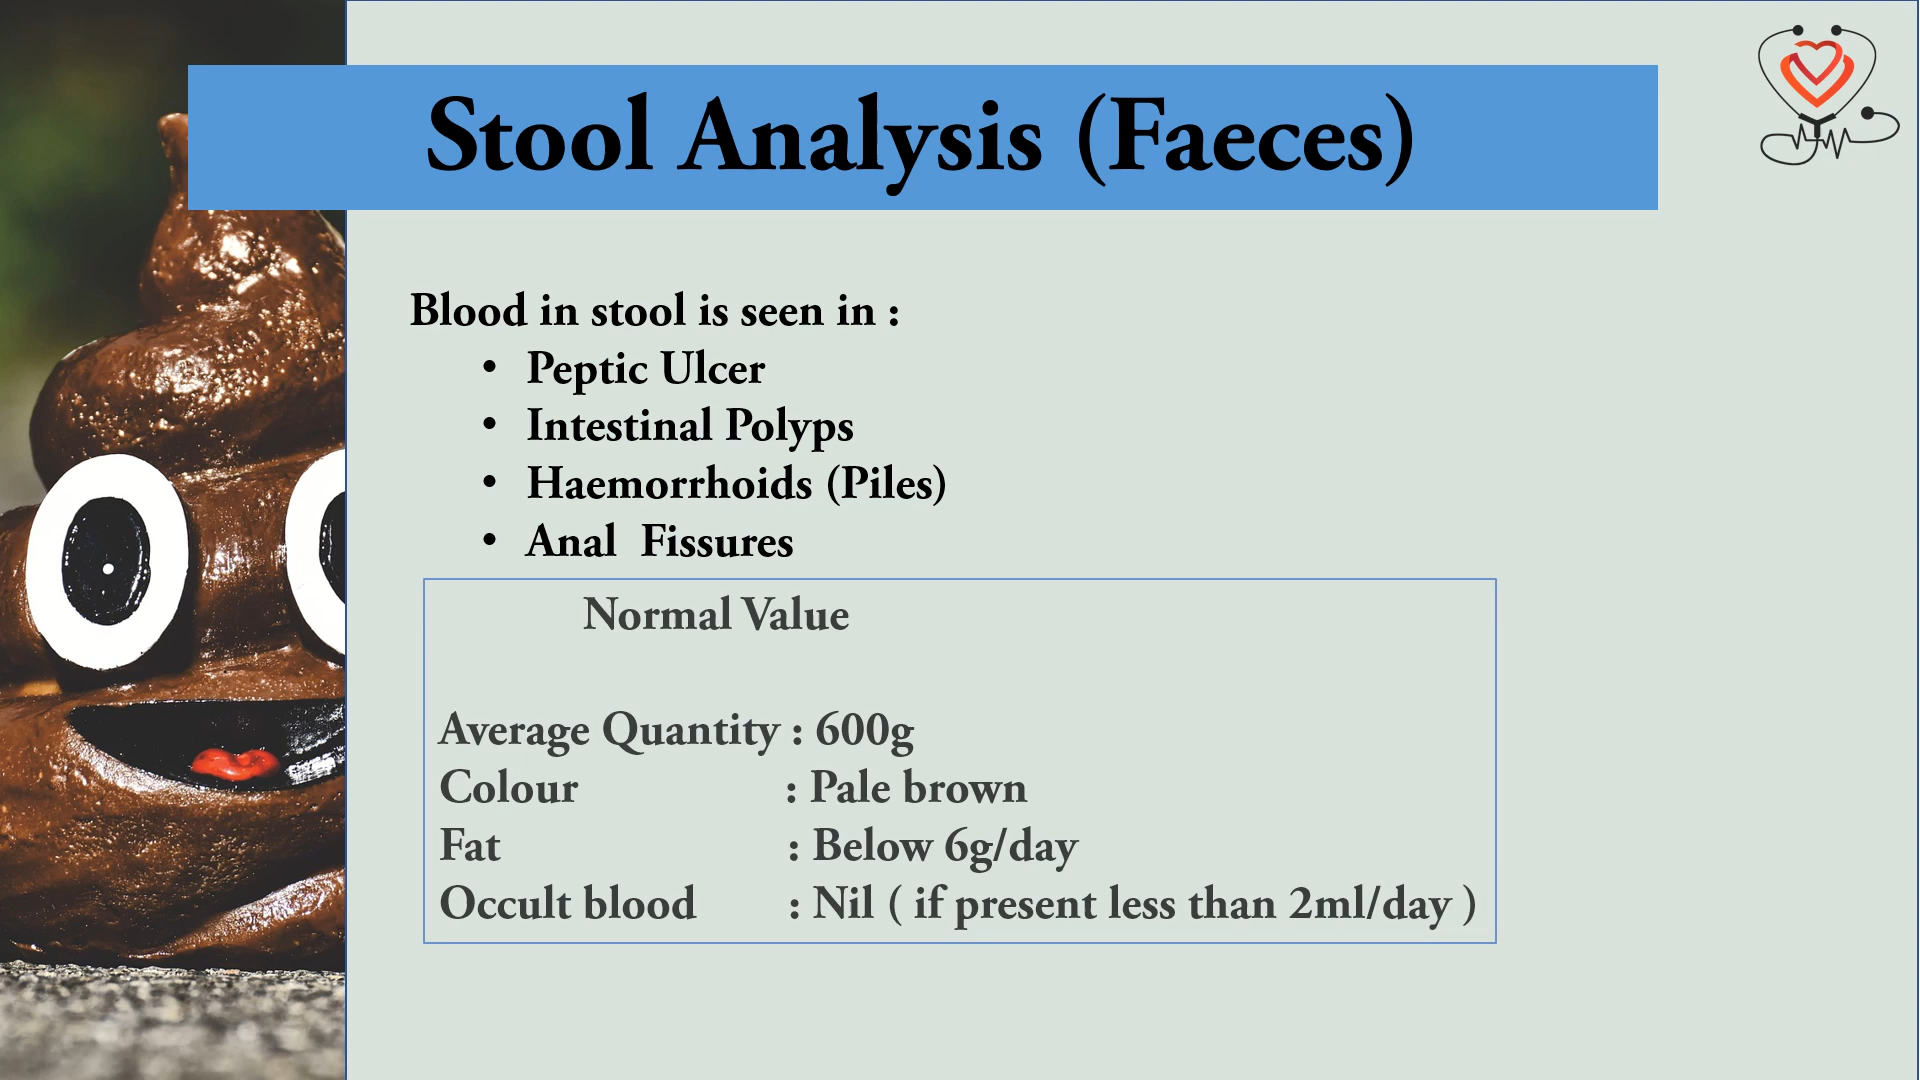 Stool Analysis (Faeces)
Blood in stool is seen in :
• Peptic Ulcer
• Intestinal Polyps
• Haemorrhoids (Piles)
• Anal  Fissures
Normal Value
Average Quantity : 600g
Colour : Pale brown
Fat : Below 6g/day
Occult blood : Nil ( if present less than 2ml/day )